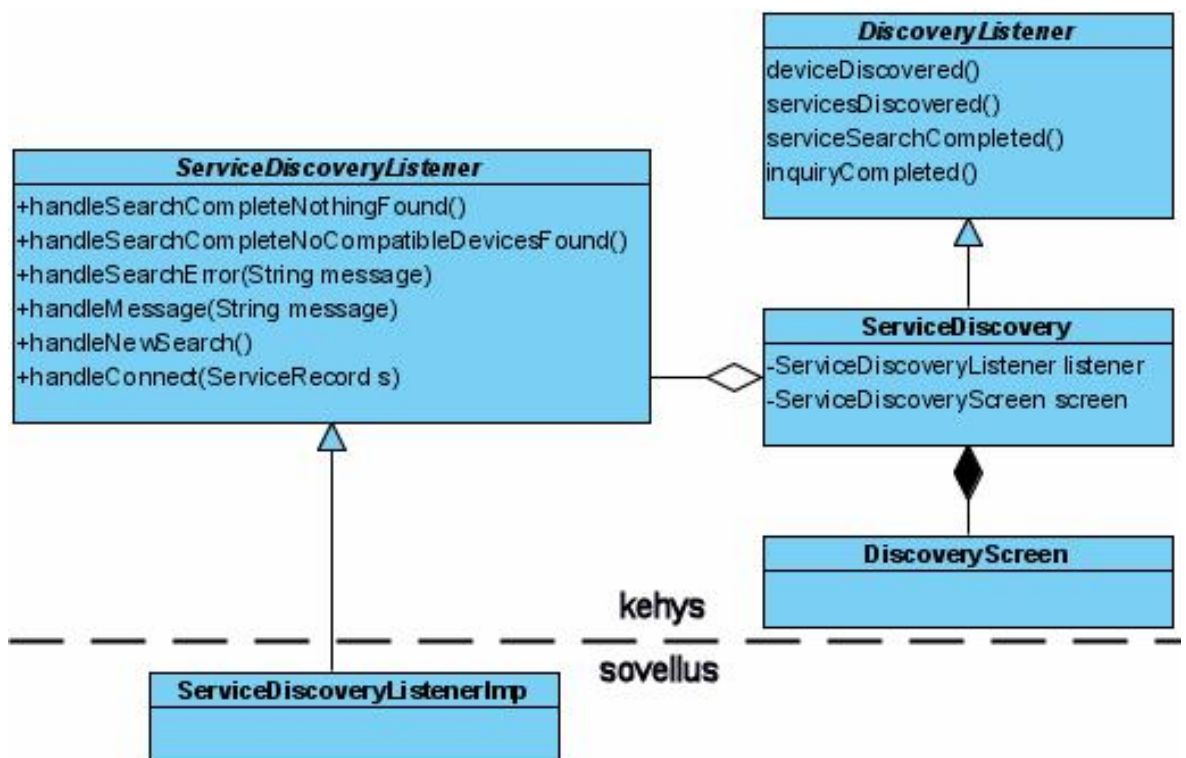 DiscoveryListener
deviceDiscovered()
servicesDiscovered()
serviceSearchCompleted()
inquiryCompleted()
ServiceDiscoveryListener
+handleSearchCompleteNothingFound()
+handleSearchCompleteNoCompatibleDevicesFound()
+handleSearchError(String message)
+handleMessage(String message)
+handleNewSearch()
+handleConnect(ServiceRecord s)
ServiceDiscovery
-ServiceDiscoveryListener listener
-ServiceDiscoveryScreen screen
DiscoveryScreen
kehys
sovellus
ServiceDiscoveryListenerImp